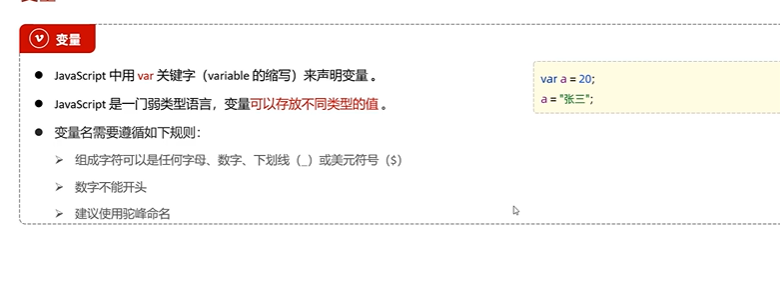 变量
JavaScript 中用 var 关键字（variable 的缩写）来声明变量 。
JavaScript 是一门弱类型语言，变量可以存放不同类型的值 。
变量名需要遵循如下规则：
组成字符可以是任何字母、数字、下划线（_）或美元符号（$）
数字不能开头
建议使用驼峰命名
var a = 20;
a = "张三";